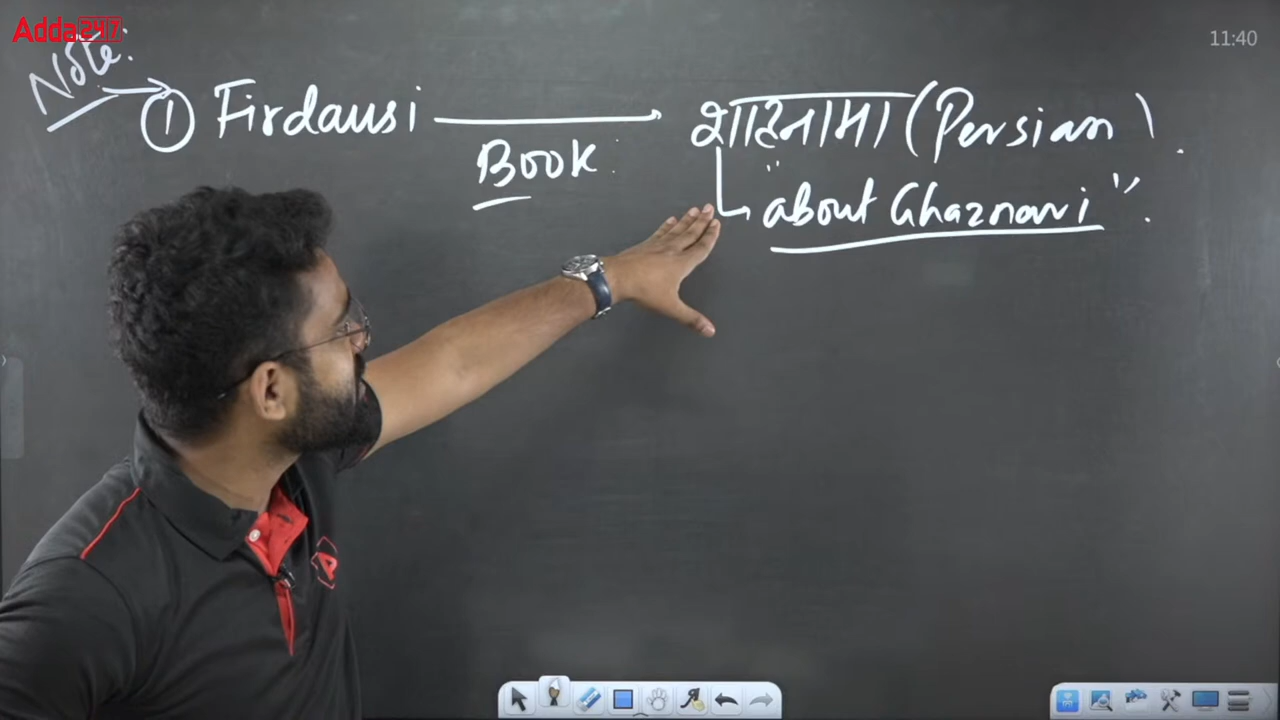 Adda247
11:40
Note:
① Firdausi → शाहनामा (Persian).
Book
"about Ghaznavi".